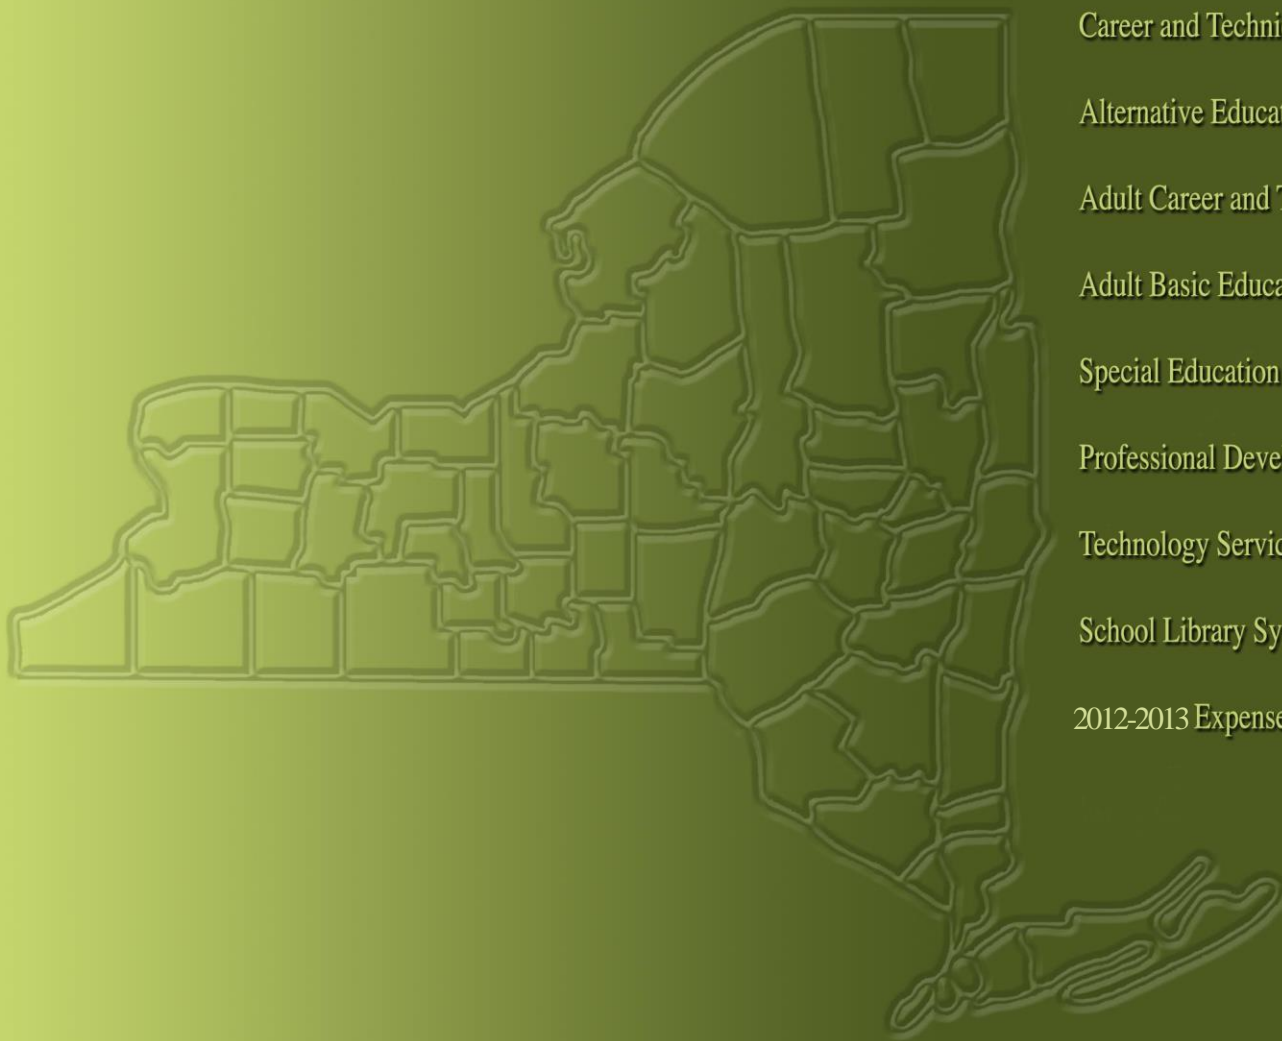 Career and Techni
Alternative Educa
Adult Career and T
Adult Basic Educa
Special Education
Professional Deve
Technology Servic
School Library Sy
2012-2013 Expense